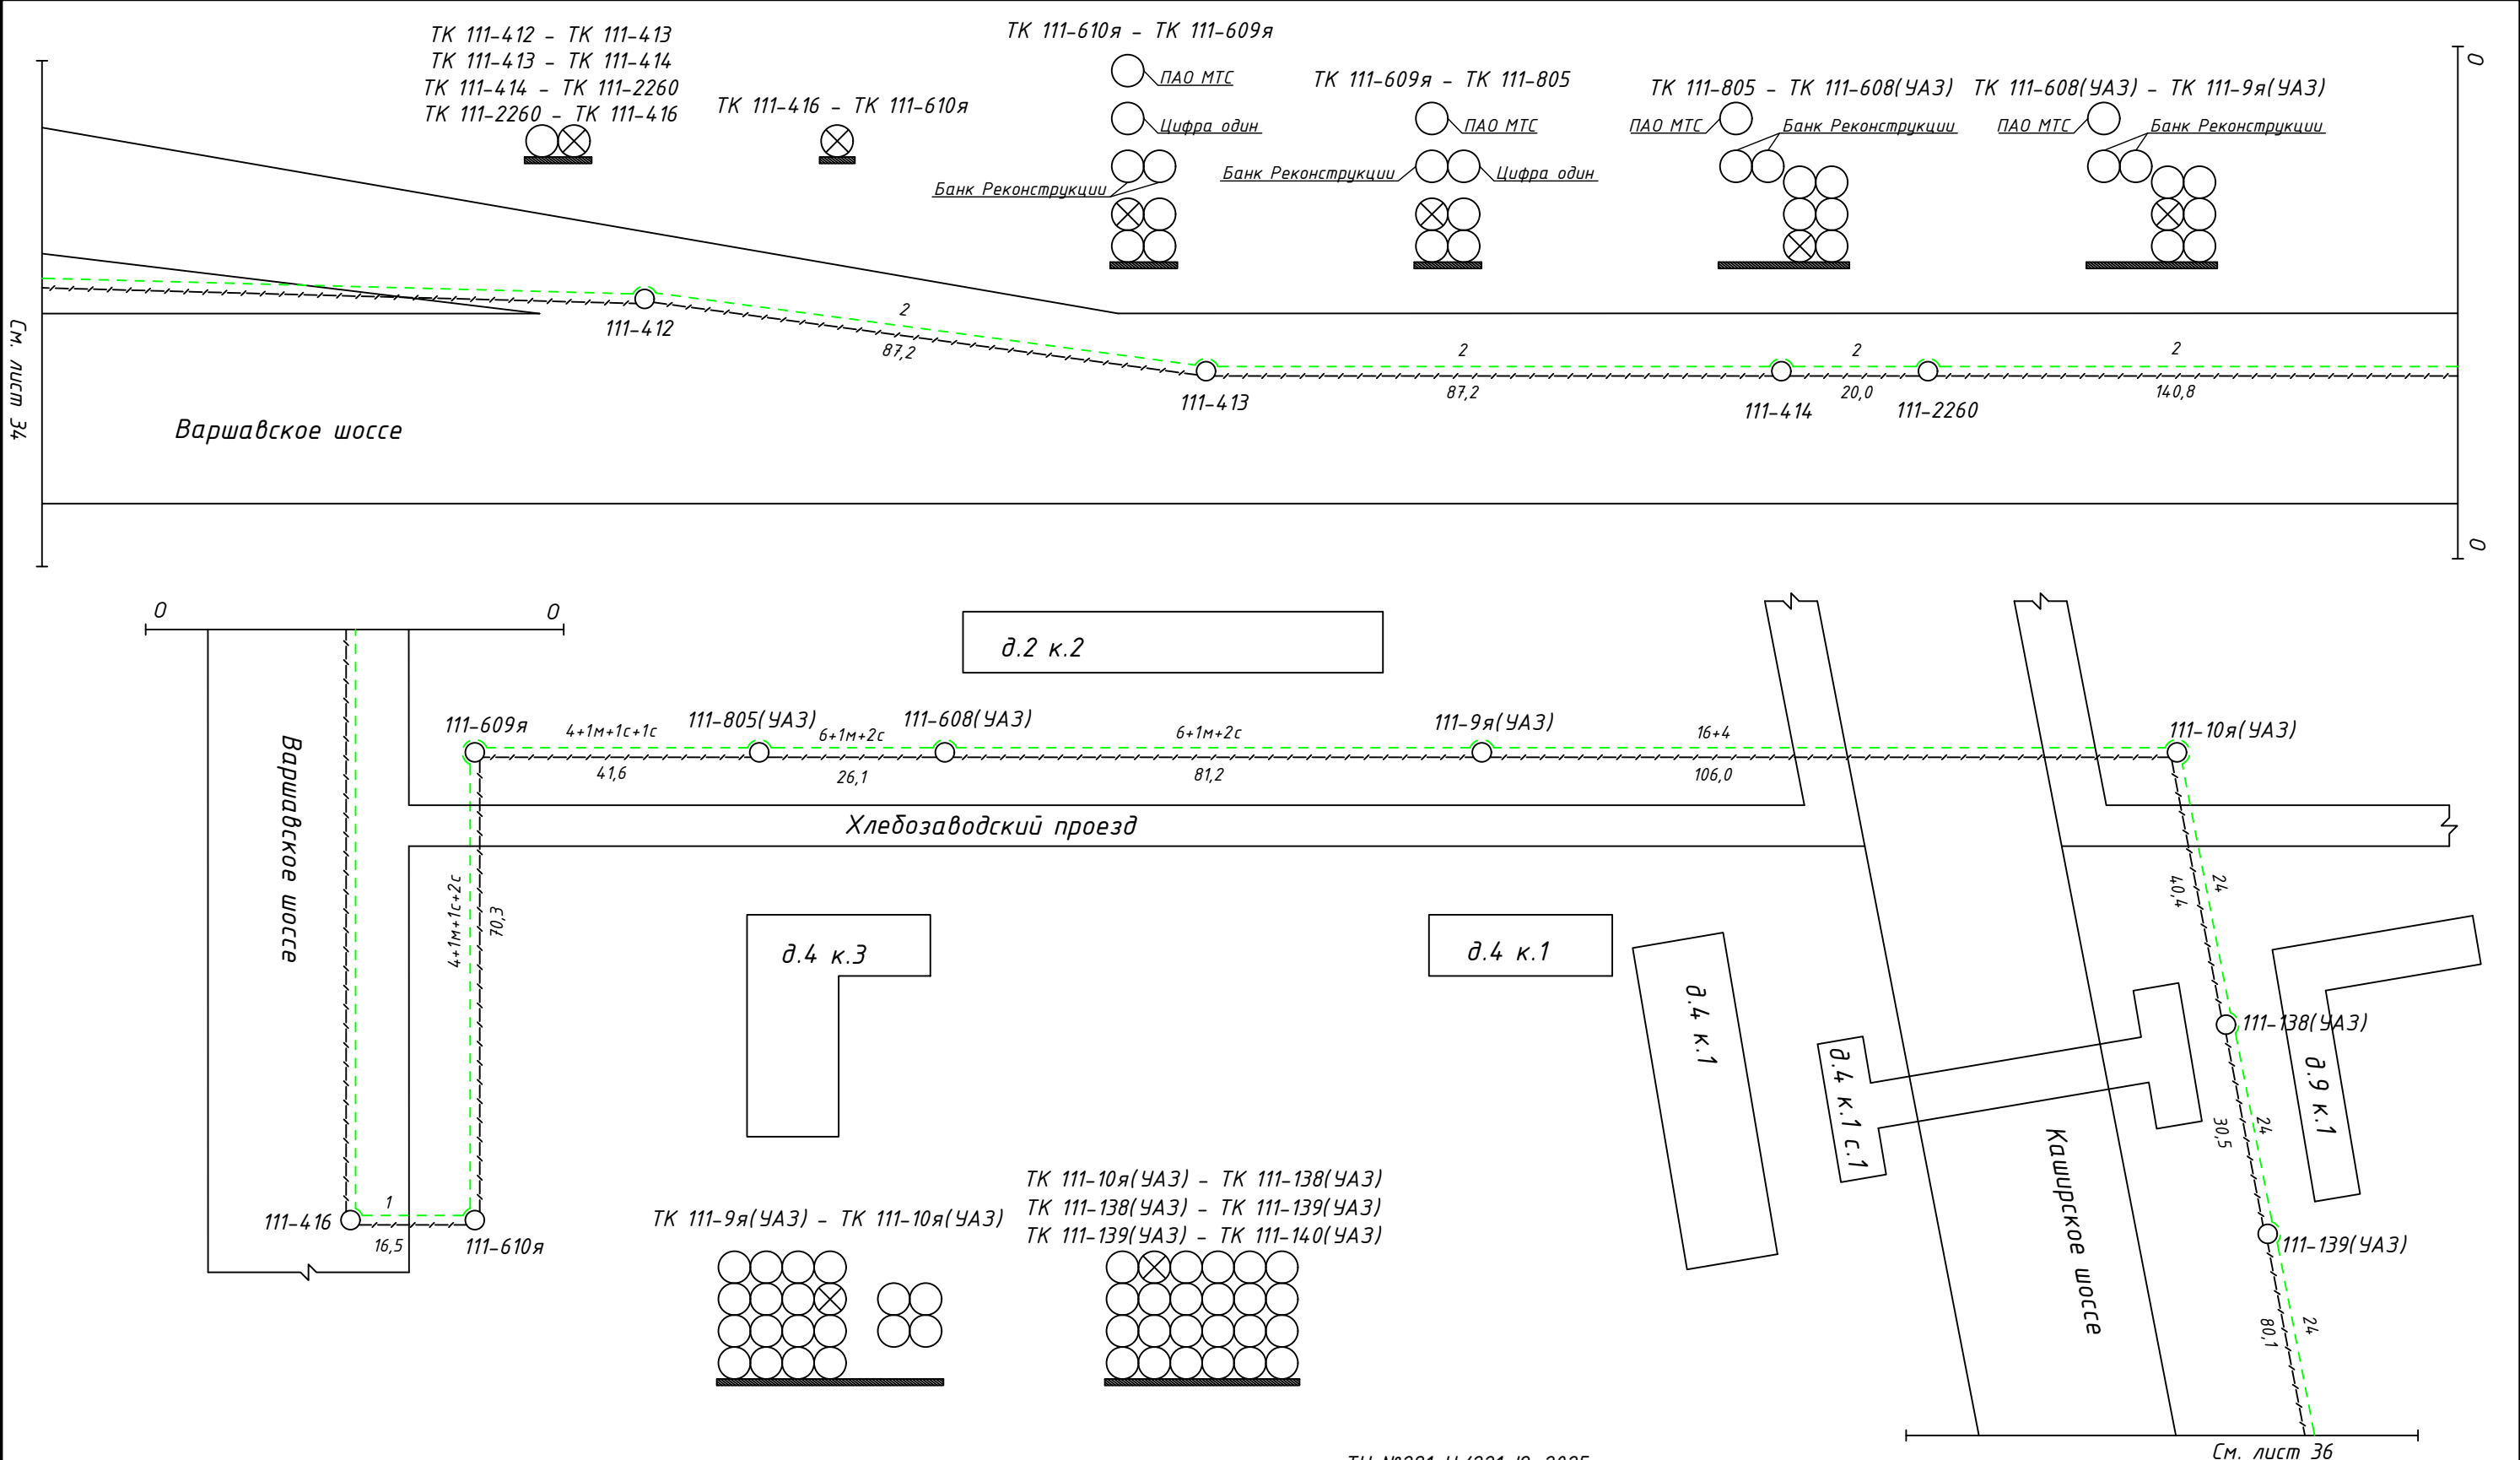 ТК 111-412 - ТК 111-413
ТК 111-413 - ТК 111-414
ТК 111-414 - ТК 111-2260
ТК 111-2260 - ТК 111-416
ТК 111-416 - ТК 111-610я
ТК 111-610я - ТК 111-609я
ПАО МТС
Цифра один
Банк Реконструкции
ТК 111-609я - ТК 111-805
ПАО МТС
Банк Реконструкции
Цифра один
ТК 111-805 - ТК 111-608(УАЗ)
ПАО МТС
Банк Реконструкции
ТК 111-608(УАЗ) - ТК 111-9я(УАЗ)
ПАО МТС
Банк Реконструкции
0
См. лист 34
111-412
2
87,2
111-413
2
87,2
111-414
2
20,0
111-2260
2
140,8
Варшавское шоссе
0
0
0
д.2 к.2
Варшавское шоссе
111-609я
4+1м+1с+1с
41,6
111-805(УАЗ)
6+1м+2с
26,1
111-608(УАЗ)
6+1м+2с
81,2
111-9я(УАЗ)
16+4
106,0
111-10я(УАЗ)
Хлебозаводский проезд
4+1м+1с+2с
70,3
24
40,4
д.4 к.3
д.4 к.1
д.4 к.1
д.4 к.1 с.1
111-138(УАЗ)
д.9 к.1
24
30,5
Каширское шоссе
111-139(УАЗ)
24
80,1
111-416
1
16,5
111-610я
ТК 111-9я(УАЗ) - ТК 111-10я(УАЗ)
ТК 111-10я(УАЗ) - ТК 111-138(УАЗ)
ТК 111-138(УАЗ) - ТК 111-139(УАЗ)
ТК 111-139(УАЗ) - ТК 111-140(УАЗ)
См. лист 36